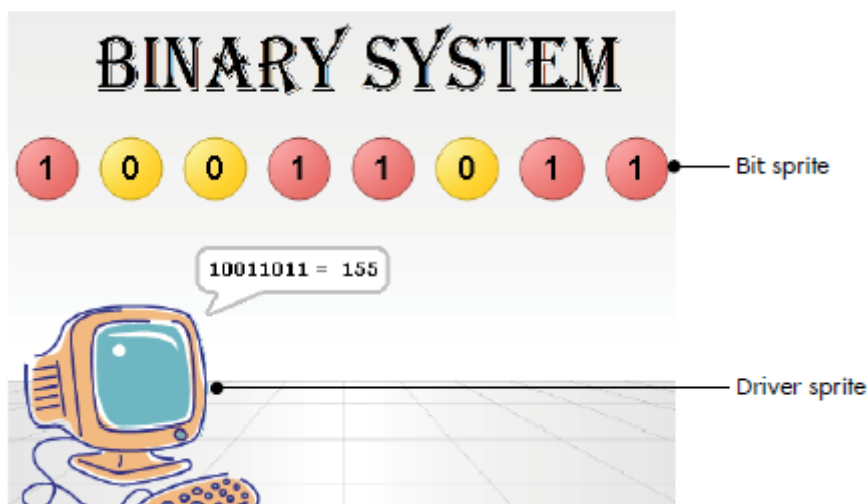 BINARY SYSTEM
1 0 0 1 1 0 1 1
Bit sprite
10011011 = 155
Driver sprite